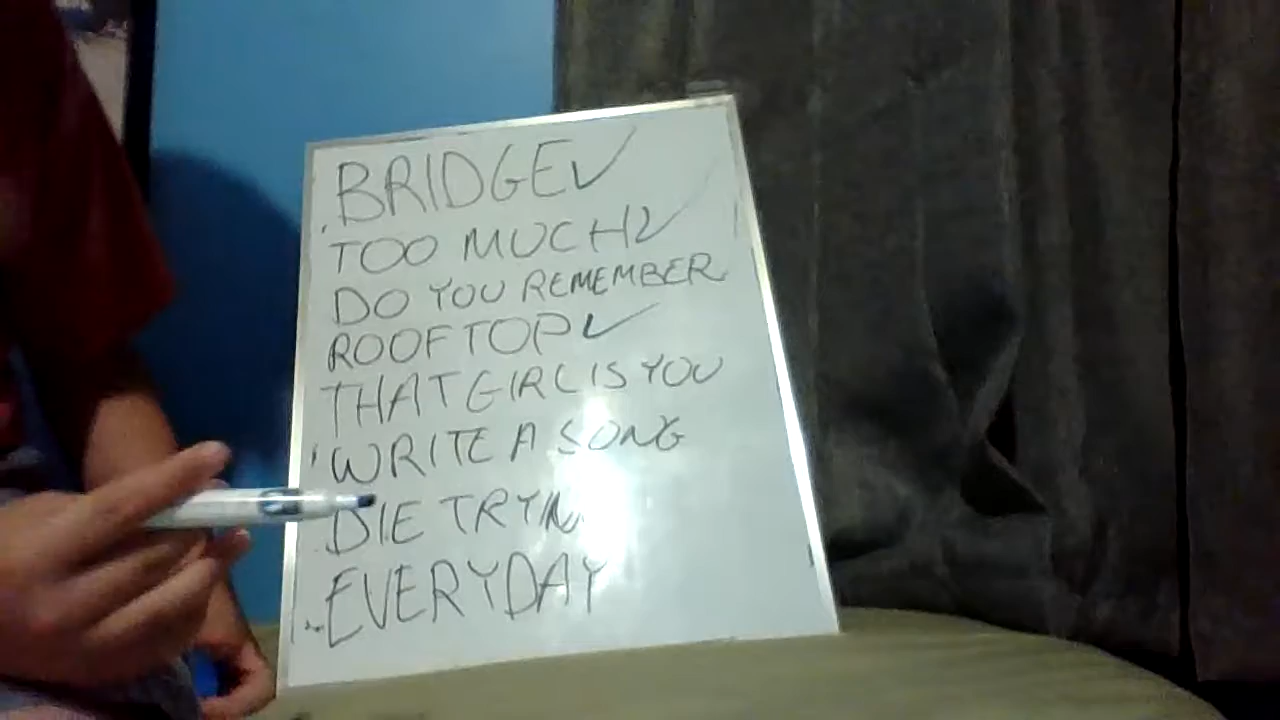 BRIDGE✓
TOO MUCH✓
DO YOU REMEMBER
ROOFTOP✓
THAT GIRL IS YOU
WRITE A SONG
DIE TRYIN
EVERYDAY